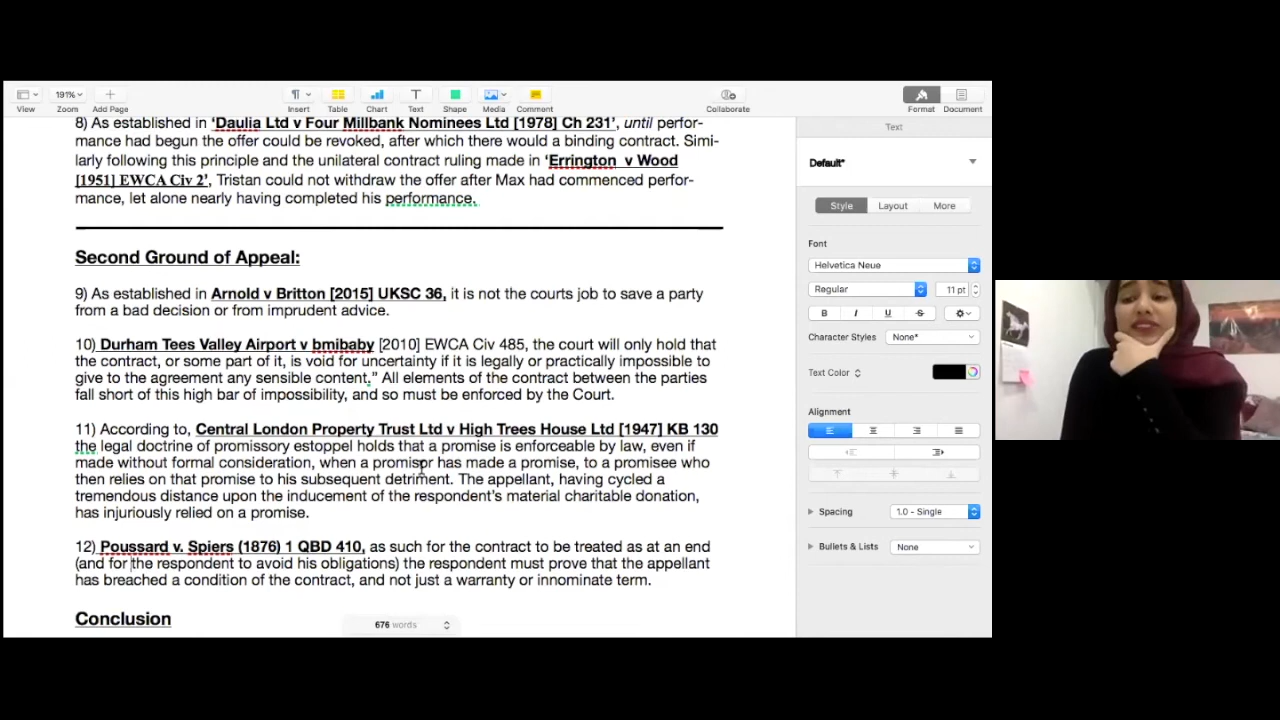 191%
View
Zoom
Add Page
Insert
Table
Chart
Text
Shape
Media
Comment
Collaborate
Format
Document
8) As established in ‘Daulia Ltd v Four Millbank Nominees Ltd [1978] Ch 231’, until perfor-
mance had begun the offer could be revoked, after which there would a binding contract. Simi-
larly following this principle and the unilateral contract ruling made in ‘Errington v Wood
[1951] EWCA Civ 2’, Tristan could not withdraw the offer after Max had commenced perfor-
mance, let alone nearly having completed his performance.
Second Ground of Appeal:
9) As established in Arnold v Britton [2015] UKSC 36, it is not the courts job to save a party
from a bad decision or from imprudent advice.
10) Durham Tees Valley Airport v bmibaby [2010] EWCA Civ 485, the court will only hold that
the contract, or some part of it, is void for uncertainty if it is legally or practically impossible to
give to the agreement any sensible content.” All elements of the contract between the parties
fall short of this high bar of impossibility, and so must be enforced by the Court.
11) According to, Central London Property Trust Ltd v High Trees House Ltd [1947] KB 130
the legal doctrine of promissory estoppel holds that a promise is enforceable by law, even if
made without formal consideration, when a promisor has made a promise, to a promisee who
then relies on that promise to his subsequent detriment. The appellant, having cycled a
tremendous distance upon the inducement of the respondent’s material charitable donation,
has injuriously relied on a promise.
12) Poussard v. Spiers (1876) 1 QBD 410, as such for the contract to be treated as at an end
(and for the respondent to avoid his obligations) the respondent must prove that the appellant
has breached a condition of the contract, and not just a warranty or innominate term.
Conclusion
676 words
Text
Default*
Style
Layout
More
Font
Helvetica Neue
Regular
11 pt
B I U S
Character Styles
None*
Text Color
Alignment
Spacing
1.0 - Single
Bullets & Lists
None